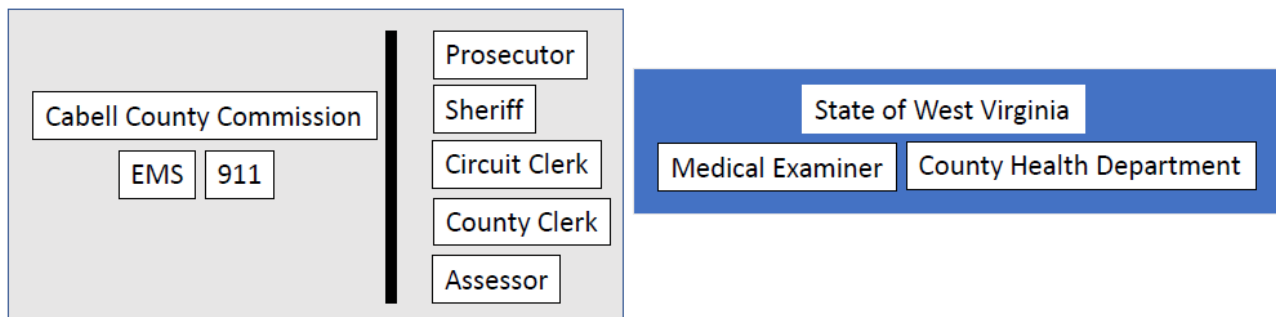 Cabell County Commission
EMS
911
Prosecutor
Sheriff
Circuit Clerk
County Clerk
Assessor
State of West Virginia
Medical Examiner
County Health Department